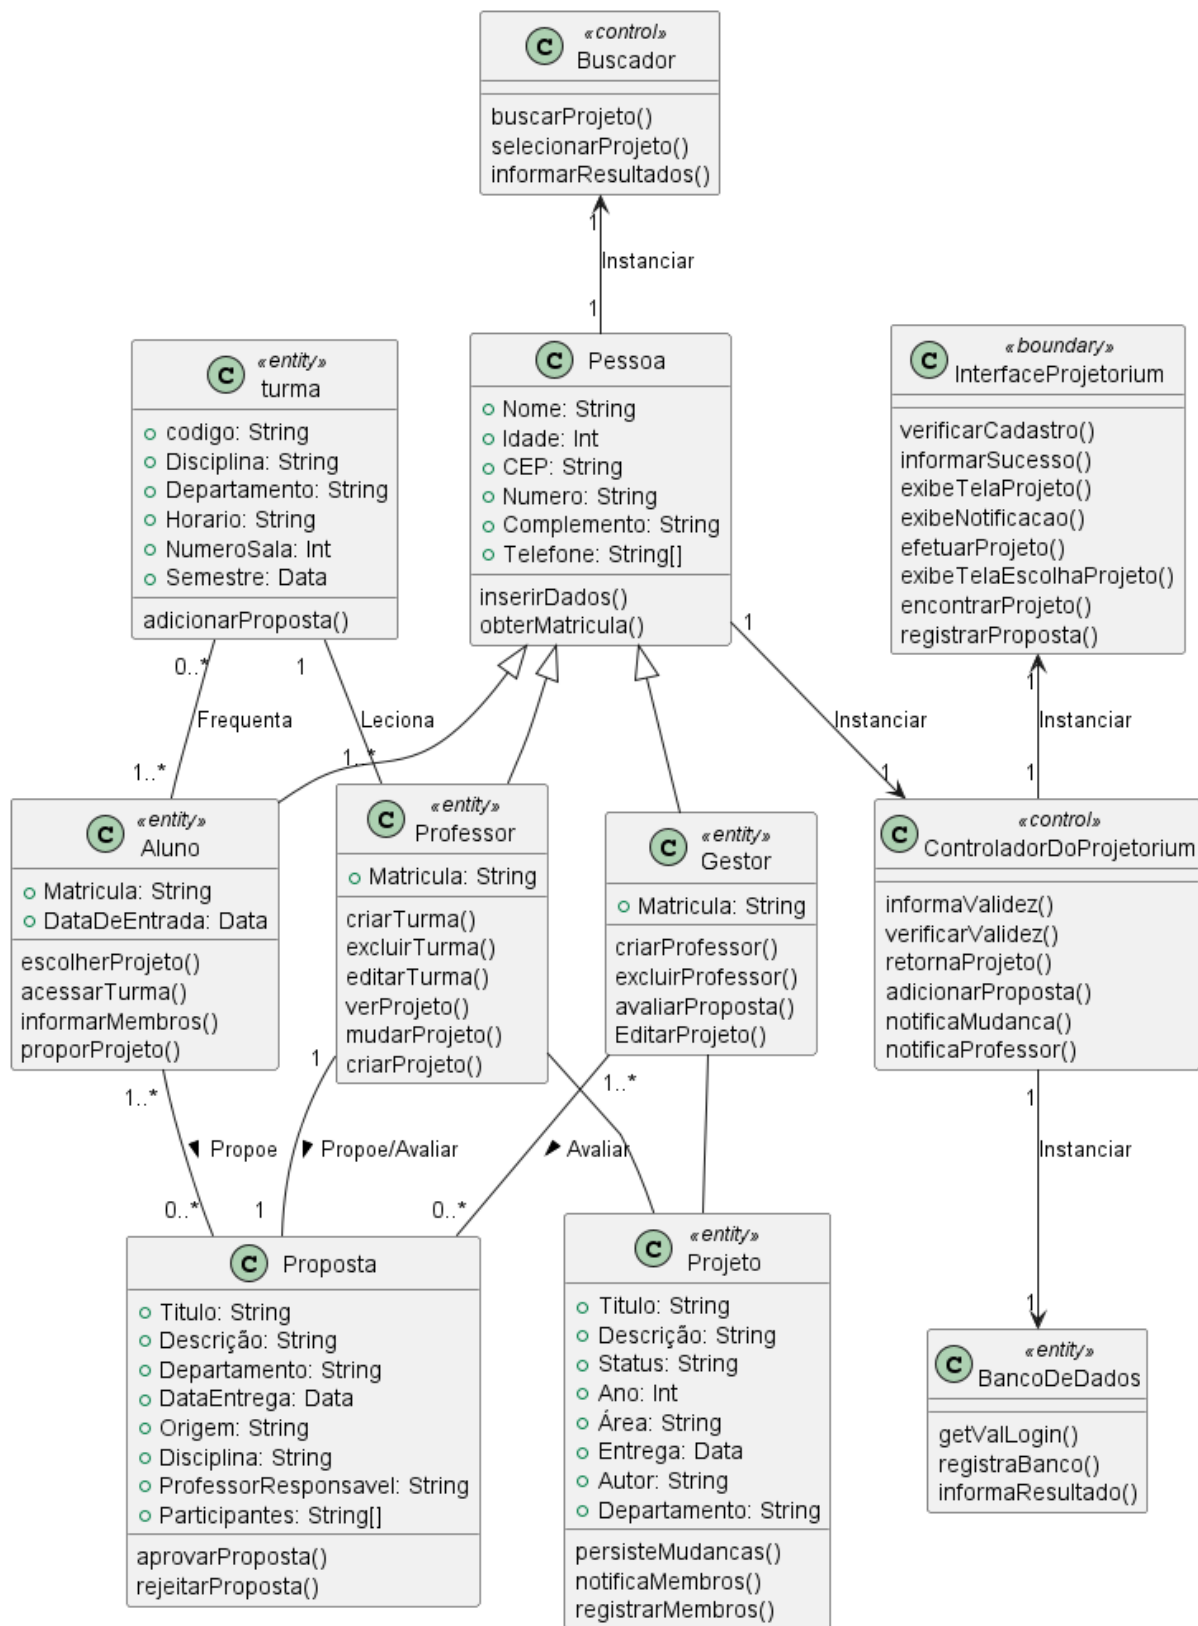 «control»
C Buscador
buscarProjeto()
selecionarProjeto()
informarResultados()
1
Instanciar
1
«entity»
C turma
codigo: String
Disciplina: String
Departamento: String
Horario: String
NumeroSala: Int
Semestre: Data
adicionarProposta()
C Pessoa
Nome: String
Idade: Int
CEP: String
Numero: String
Complemento: String
Telefone: String[]
inserirDados()
obterMatricula()
«boundary»
C InterfaceProjetorium
verificarCadastro()
informarSucesso()
exibeTelaProjeto()
exibeNotificacao()
efetuarProjeto()
exibeTelaEscolhaProjeto()
encontrarProjeto()
registrarProposta()
0..*
1
1
1
Frequenta
Leciona
Instanciar
Instanciar
1..*
1..*
1
1
«entity»
C Aluno
Matricula: String
DataDeEntrada: Data
escolherProjeto()
acessarTurma()
informarMembros()
proporProjeto()
«entity»
C Professor
Matricula: String
criarTurma()
excluirTurma()
editarTurma()
verProjeto()
mudarProjeto()
criarProjeto()
«entity»
C Gestor
Matricula: String
criarProfessor()
excluirProfessor()
avaliarProposta()
EditarProjeto()
«control»
C ControladorDoProjetorium
informaValidez()
verificarValidez()
retornaProjeto()
adicionarProposta()
notificaMudanca()
notificaProfessor()
1..*
1
1..*
1
Propoe
Propoe/Avaliar
Avaliar
Instanciar
0..*
1
0..*
1
C Proposta
Titulo: String
Descrição: String
Departamento: String
DataEntrega: Data
Origem: String
Disciplina: String
ProfessorResponsavel: String
Participantes: String[]
aprovarProposta()
rejeitarProposta()
«entity»
C Projeto
Titulo: String
Descrição: String
Status: String
Ano: Int
Área: String
Entrega: Data
Autor: String
Departamento: String
persisteMudancas()
notificaMembros()
registrarMembros()
«entity»
C BancoDeDados
getValLogin()
registraBanco()
informaResultado()